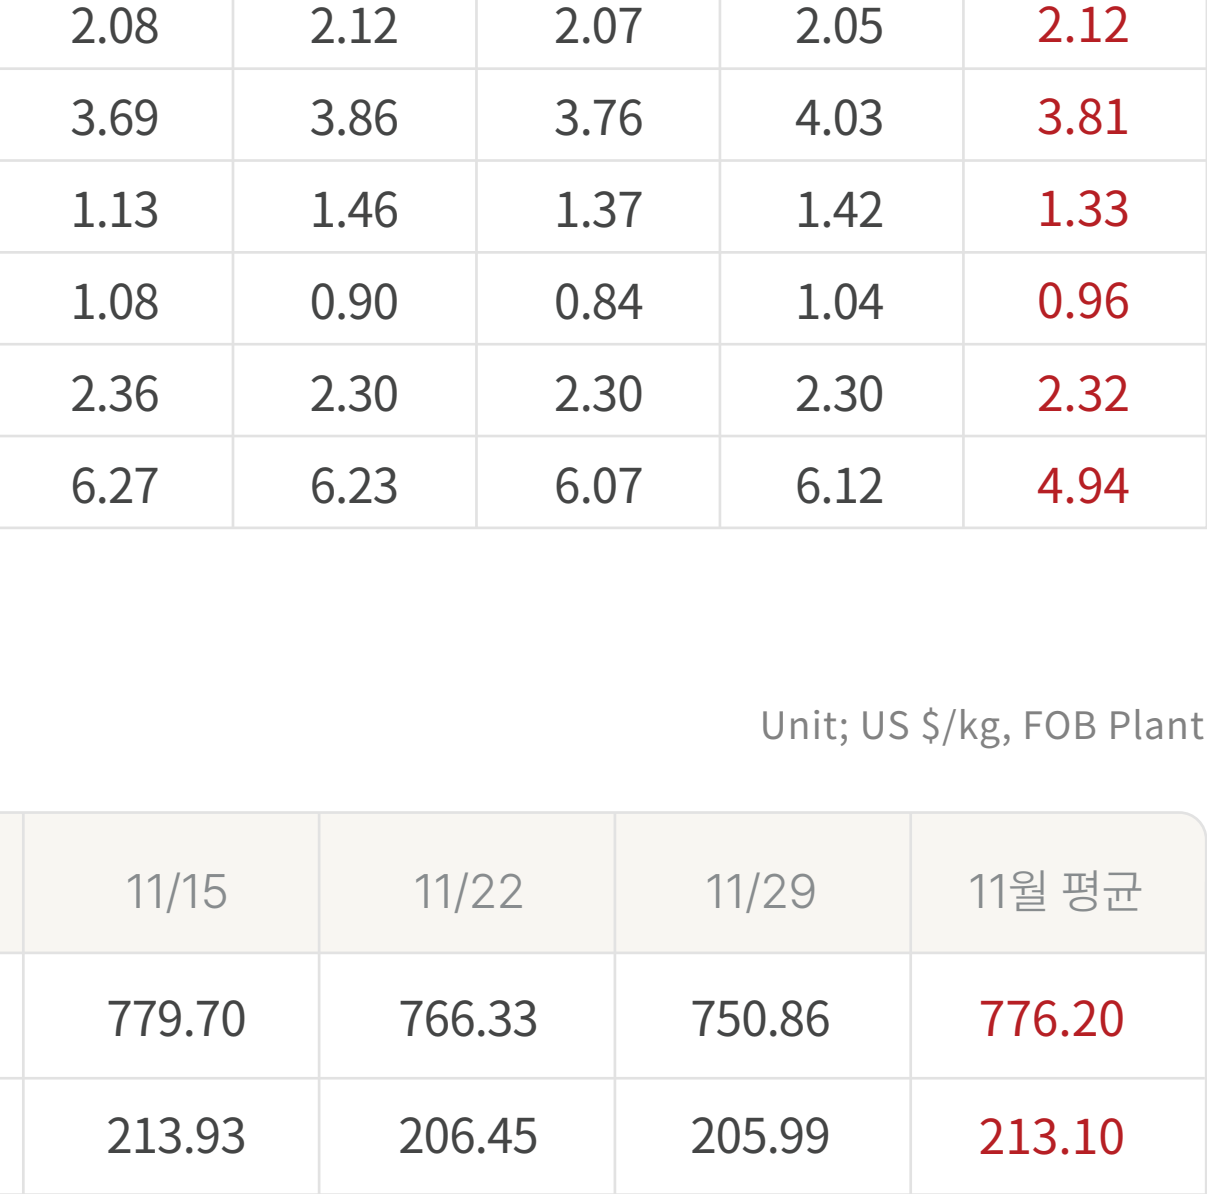 2.08 2.12 2.07 2.05 2.12
3.69 3.86 3.76 4.03 3.81
1.13 1.46 1.37 1.42 1.33
1.08 0.90 0.84 1.04 0.96
2.36 2.30 2.30 2.30 2.32
6.27 6.23 6.07 6.12 4.94
Unit; US $/kg, FOB Plant
11/15 11/22 11/29 11월 평균
779.70 766.33 750.86 776.20
213.93 206.45 205.99 213.10